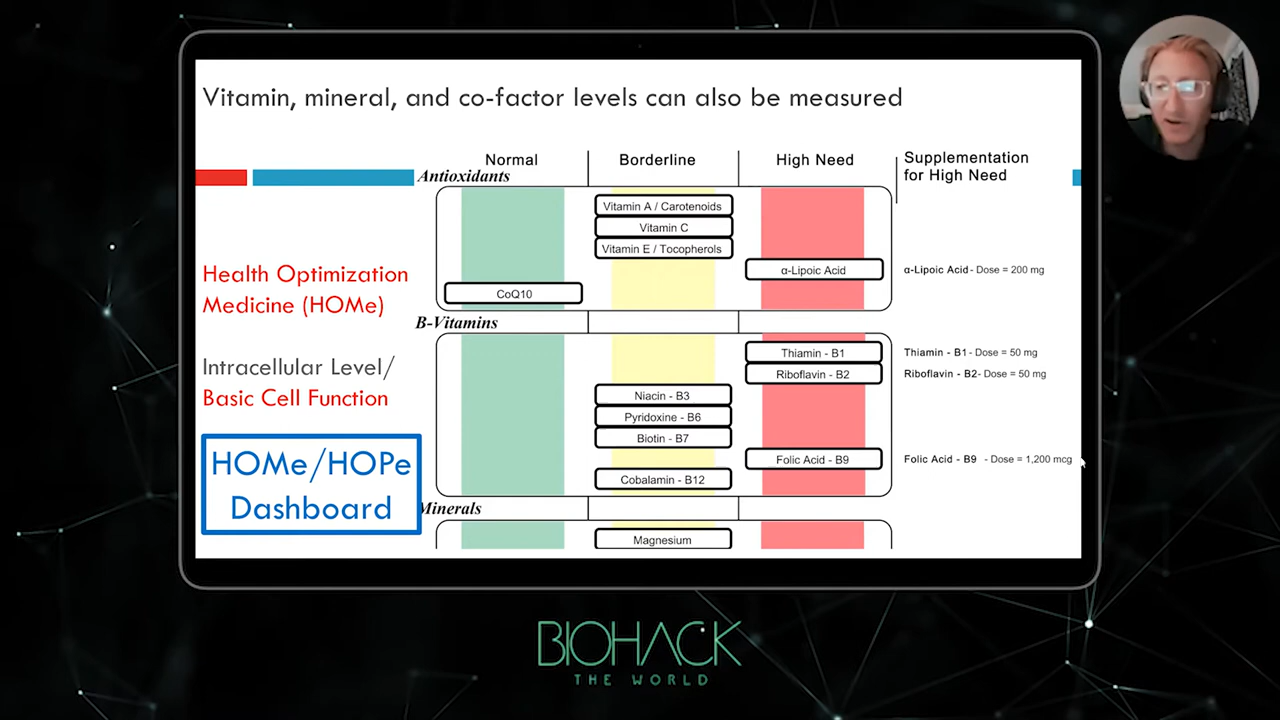 Vitamin, mineral, and co-factor levels can also be measured
Normal
Borderline
High Need
Supplementation
for High Need
Antioxidants
Vitamin A / Carotenoids
Vitamin C
Vitamin E / Tocopherols
α-Lipoic Acid
α-Lipoic Acid - Dose = 200 mg
CoQ10
Health Optimization
Medicine (HOMe)
B-Vitamins
Thiamin - B1
Thiamin - B1 - Dose = 50 mg
Riboflavin - B2
Riboflavin - B2 - Dose = 50 mg
Niacin - B3
Pyridoxine - B6
Biotin - B7
Folic Acid - B9
Folic Acid - B9 - Dose = 1,200 mcg
Cobalamin - B12
Intracellular Level/
Basic Cell Function
HOMe/HOPe
Dashboard
Minerals
Magnesium
BIOHACK
THE WORLD